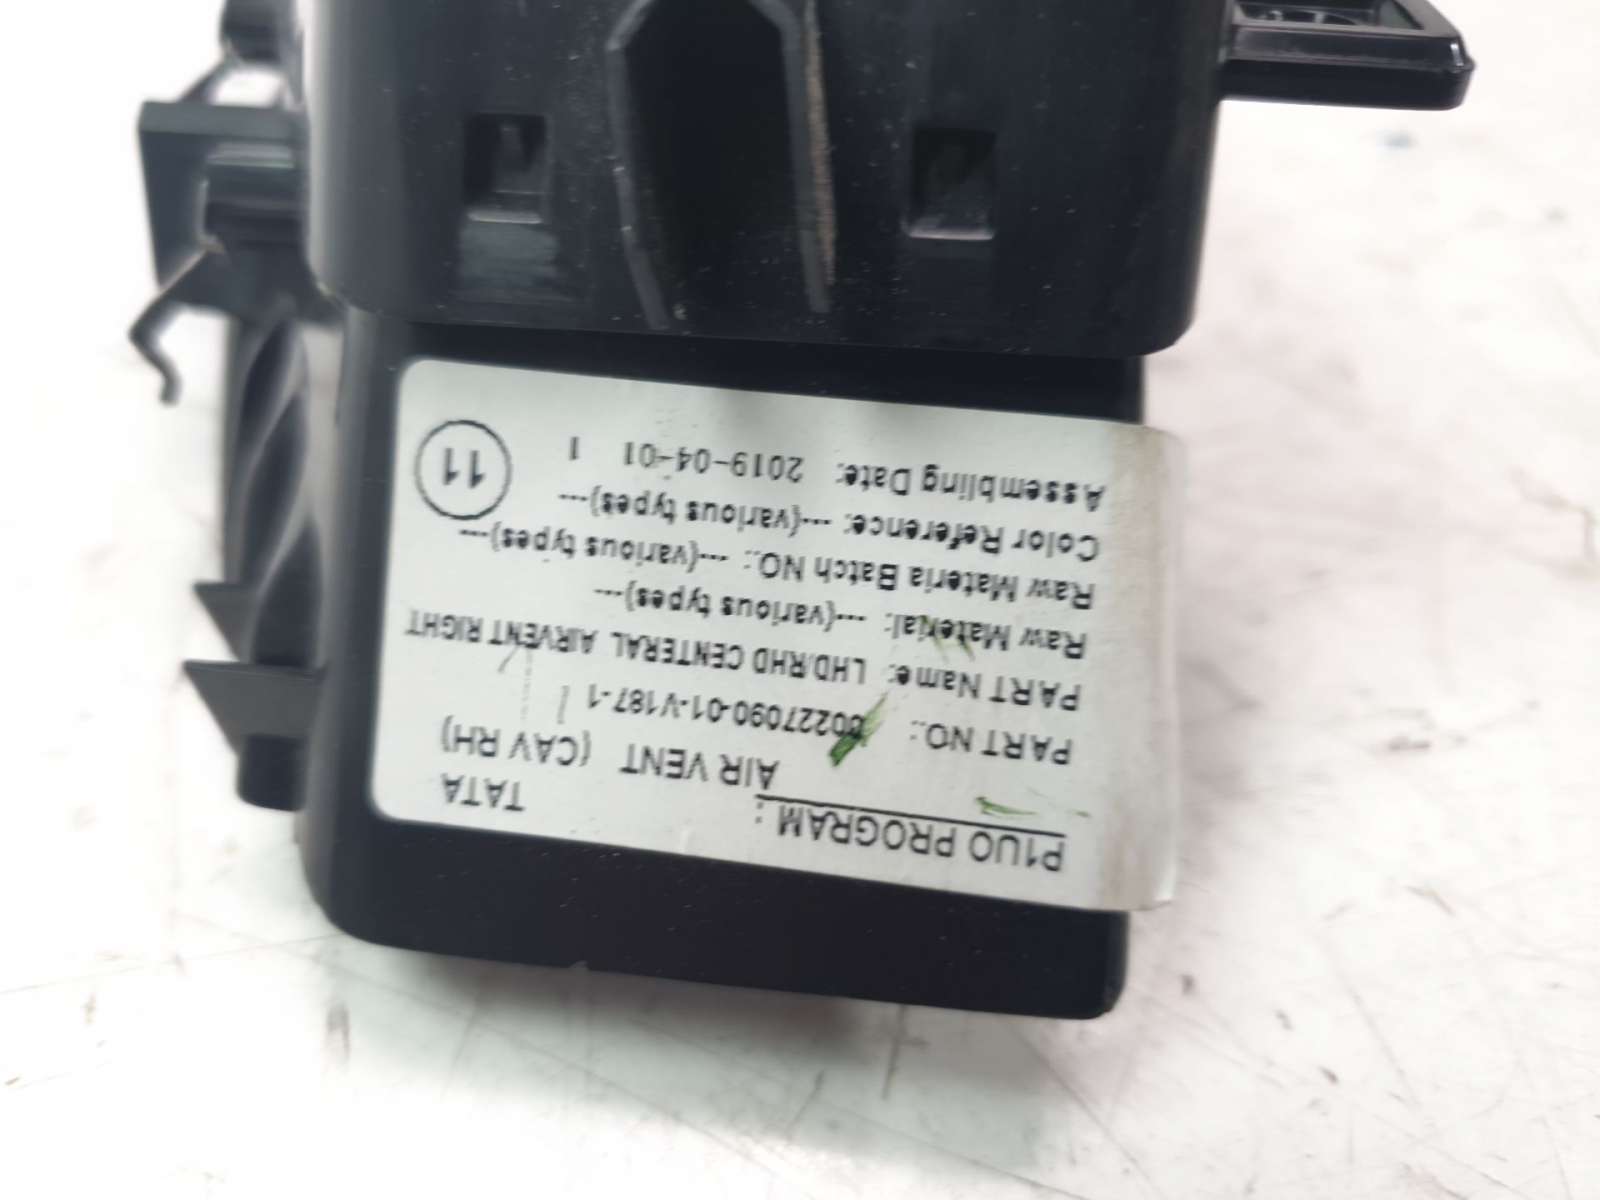 P1UO PROGRAM : TATA
AIR VENT (CAV RH)
PART NO.: 00227090-01-V187-1
PART Name: LHD/RHD CENTERAL AIRVENT RIGHT
Raw Material: ---(various types)---
Raw Materia Batch NO.: ---(various types)---
Color Reference: ---(various types)---
Assembling Date: 2019-04-01 1
11